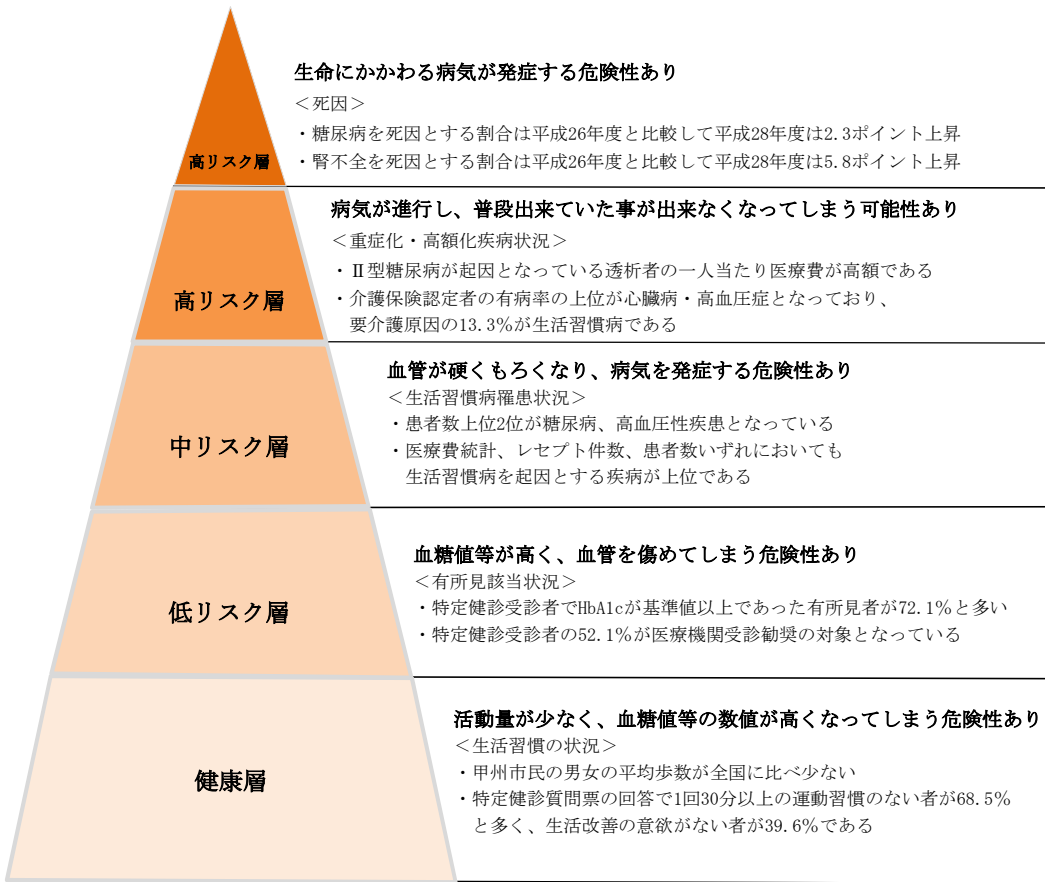 生命にかかわる病気が発症する危険性あり
＜死因＞
・糖尿病を死因とする割合は平成26年度と比較して平成28年度は2.3ポイント上昇
・腎不全を死因とする割合は平成26年度と比較して平成28年度は5.8ポイント上昇
高リスク層
病気が進行し、普段出来ていた事が出来なくなってしまう可能性あり
＜重症化・高額化疾病状況＞
・Ⅱ型糖尿病が起因となっている透析者の一人当たり医療費が高額である
・介護保険認定者の有病率の上位が心臓病・高血圧症となっており、
要介護原因の13.3％が生活習慣病である
高リスク層
血管が硬くもろくなり、病気を発症する危険性あり
＜生活習慣病罹患状況＞
・患者数上位2位が糖尿病、高血圧性疾患となっている
・医療費統計、レセプト件数、患者数いずれにおいても
生活習慣病を起因とする疾病が上位である
中リスク層
血糖値等が高く、血管を傷めてしまう危険性あり
＜有所見該当状況＞
・特定健診受診者でHbA1cが基準値以上であった有所見者が72.1％と多い
・特定健診受診者の52.1％が医療機関受診勧奨の対象となっている
低リスク層
活動量が少なく、血糖値等の数値が高くなってしまう危険性あり
＜生活習慣の状況＞
・甲州市民の男女の平均歩数が全国に比べ少ない
・特定健診質問票の回答で1回30分以上の運動習慣のない者が68.5％
と多く、生活改善の意欲がない者が39.6％である
健康層